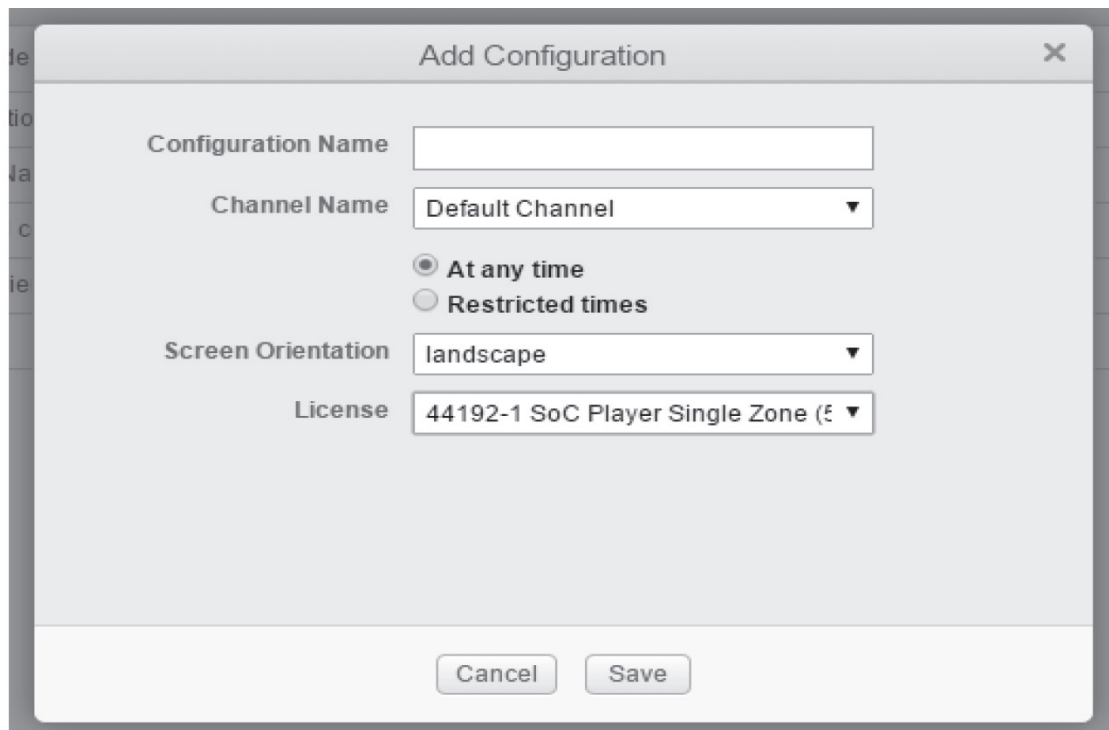 Add Configuration
Configuration Name
Channel Name
Default Channel
At any time
Restricted times
Screen Orientation
landscape
License
44192-1 SoC Player Single Zone (5
Cancel
Save